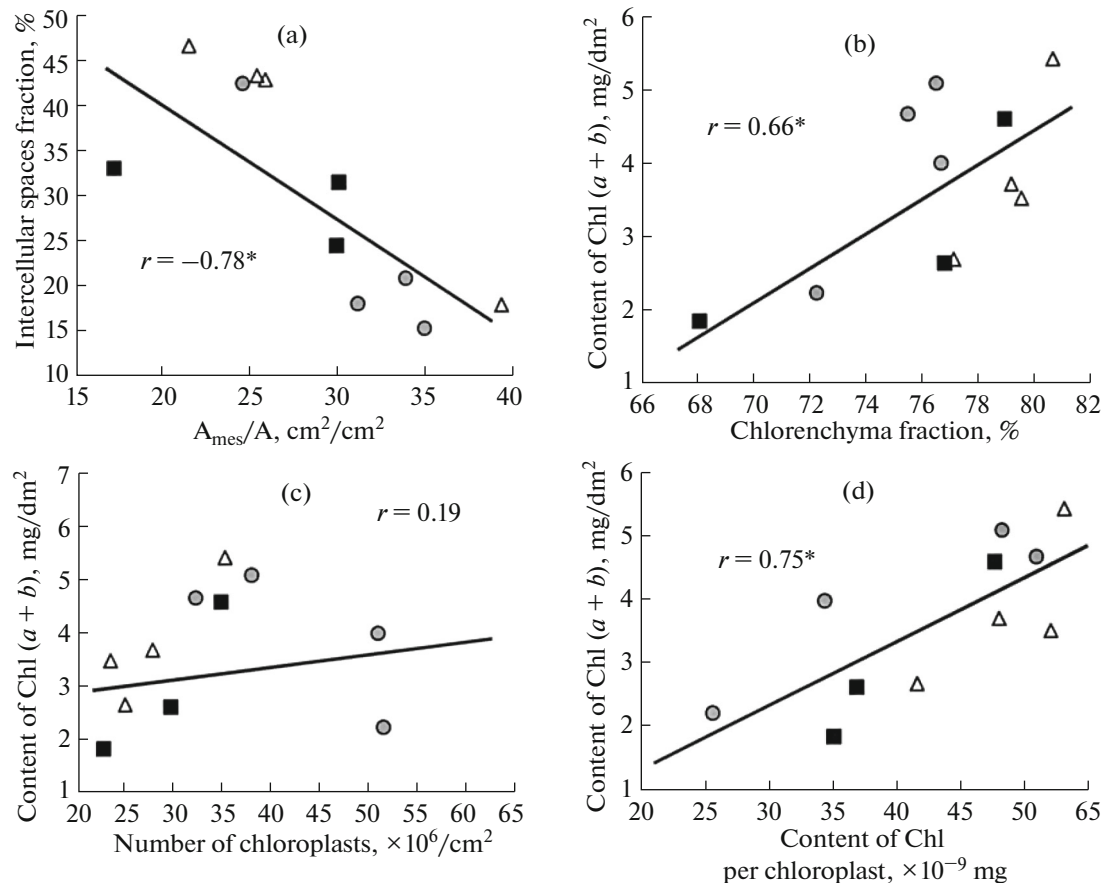 Intercellular spaces fraction, %
50
45
40
35
30
25
20
15
10
(a)
r = −0.78*
15 20 25 30 35 40
A_mes/A, cm²/cm²
Content of Chl (a + b), mg/dm²
6
5
4
3
2
1
(b)
r = 0.66*
66 68 70 72 74 76 78 80 82
Chlorenchyma fraction, %
Content of Chl (a + b), mg/dm²
7
6
5
4
3
2
1
(c)
r = 0.19
20 25 30 35 40 45 50 55 60 65
Number of chloroplasts, ×10⁶/cm²
Content of Chl (a + b), mg/dm²
6
5
4
3
2
1
(d)
r = 0.75*
20 25 30 35 40 51 60 65
Content of Chl
per chloroplast, ×10⁻⁹ mg